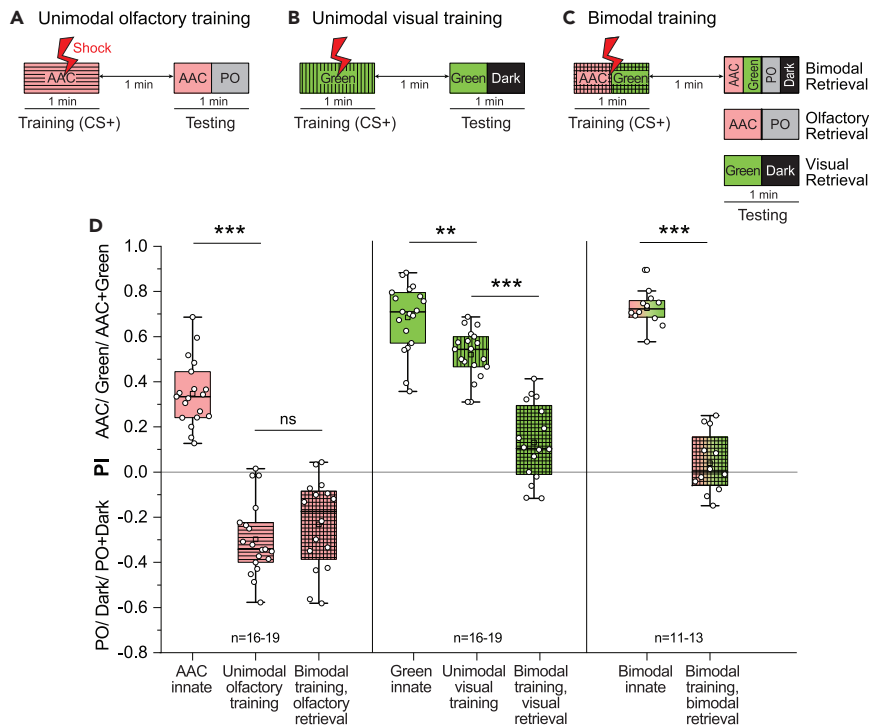 A Unimodal olfactory training
Shock
AAC
1 min
Training (CS+)
1 min
AAC PO
1 min
Testing
B Unimodal visual training
Green
1 min
Training (CS+)
1 min
Green Dark
1 min
Testing
C Bimodal training
AAC Green
1 min
Training (CS+)
1 min
AAC Green PO Dark
Bimodal
Retrieval
AAC PO
Olfactory
Retrieval
Green Dark
Visual
Retrieval
1 min
Testing
D
PO/ Dark/ PO+Dark PI AAC/ Green/ AAC+Green
1.0
0.8
0.6
0.4
0.2
0.0
-0.2
-0.4
-0.6
-0.8
***
ns
n=16-19
**
***
n=16-19
***
n=11-13
AAC
innate
Unimodal
olfactory
training
Bimodal
training,
olfactory
retrieval
Green
innate
Unimodal
visual
training
Bimodal
training,
visual
retrieval
Bimodal
innate
Bimodal
training,
bimodal
retrieval